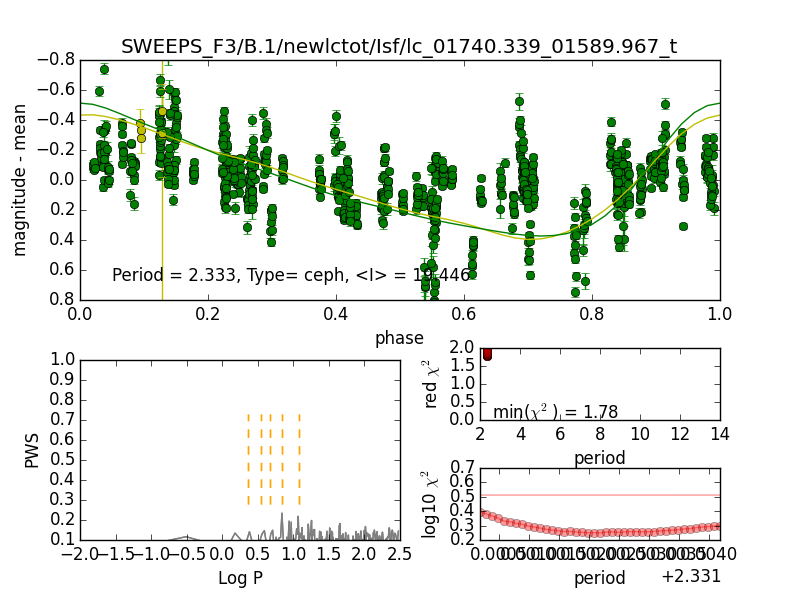 SWEEPS_F3/B.1/newlctot/Isf/lc_01740.339_01589.967_t
−0.8
−0.6
−0.4
−0.2
0.0
0.2
0.4
0.6
0.8
magnitude - mean
Period = 2.333, Type= ceph, <I> = 19.446
0.0 0.2 0.4 0.6 0.8 1.0
phase
1.0
0.9
0.8
0.7
0.6
0.5
0.4
0.3
0.2
0.1
PWS
−2.0 −1.5 −1.0 −0.5 0.0 0.5 1.0 1.5 2.0 2.5
Log P
2.0
1.5
1.0
0.5
0.0
red χ²
min(χ² ) = 1.78
2 4 6 8 10 12 14
period
0.7
0.6
0.5
0.4
0.3
0.2
log10 χ²
period
+2.331